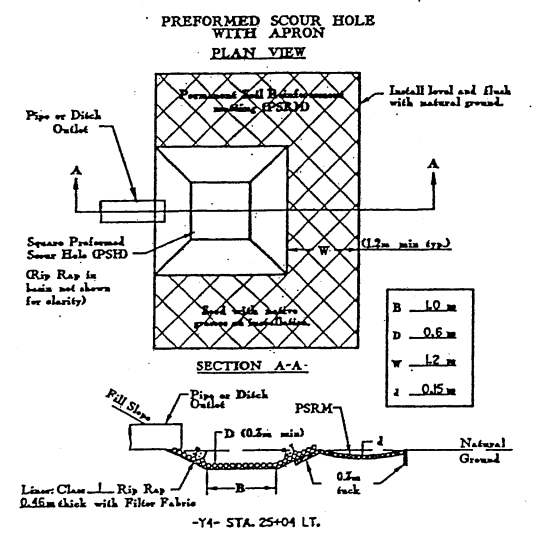 PREFORMED SCOUR HOLE
WITH APRON
PLAN VIEW
Permanent Soil Reinforcement
matting (PSRM)
Install level and flush
with natural ground.
Pipe or Ditch
Outlet
A
A
Square Preformed
Scour Hole (PSH)
(Rip Rap in
basin not shown
for clarity)
W
(1.2m min typ.)
Seed with native
grasses on installation.
B 1.0 m
D 0.6 m
W 1.2 m
d 0.15 m
SECTION A-A
Fill Slope
Pipe or Ditch
Outlet
D (0.3m min)
PSRM
d
Natural
Ground
B
0.3m
tuck
Liner: Class I Rip Rap
0.46m thick with Filter Fabric
-Y4- STA. 25+04 LT.